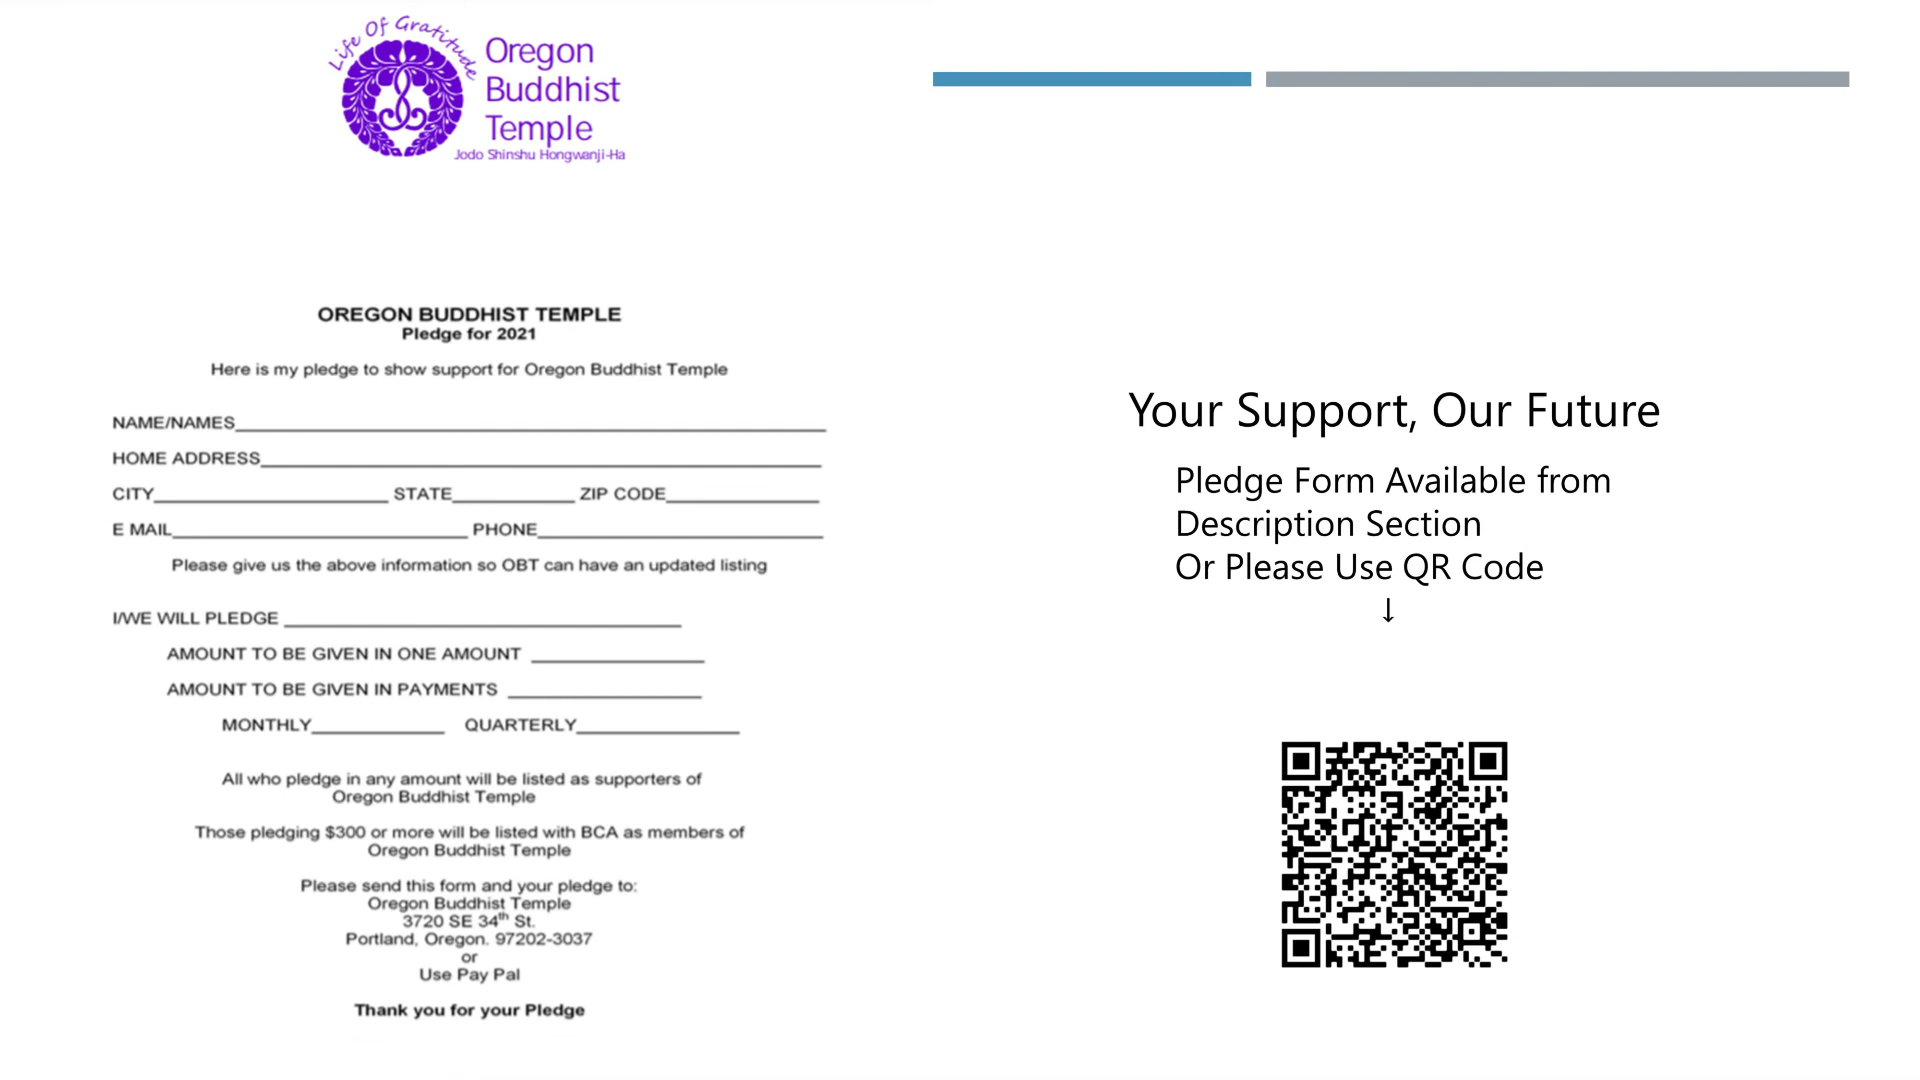 Life Of Gratitude
Oregon
Buddhist
Temple
Jodo Shinshu Hongwanji-Ha
OREGON BUDDHIST TEMPLE
Pledge for 2021
Here is my pledge to show support for Oregon Buddhist Temple
NAME/NAMES
HOME ADDRESS
CITY STATE ZIP CODE
E MAIL PHONE
Please give us the above information so OBT can have an updated listing
I/WE WILL PLEDGE
AMOUNT TO BE GIVEN IN ONE AMOUNT
AMOUNT TO BE GIVEN IN PAYMENTS
MONTHLY QUARTERLY
All who pledge in any amount will be listed as supporters of
Oregon Buddhist Temple
Those pledging $300 or more will be listed with BCA as members of
Oregon Buddhist Temple
Please send this form and your pledge to:
Oregon Buddhist Temple
3720 SE 34th St.
Portland, Oregon. 97202-3037
or
Use Pay Pal
Thank you for your Pledge
Your Support, Our Future
Pledge Form Available from
Description Section
Or Please Use QR Code
↓